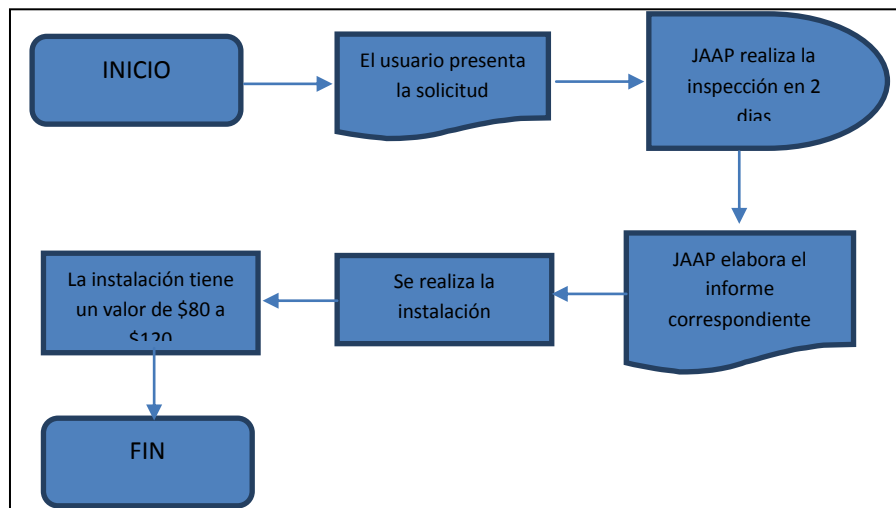 INICIO
El usuario presenta
la solicitud
JAAP realiza la
inspección en 2
dias
JAAP elabora el
informe
correspondiente
Se realiza la
instalación
La instalación tiene
un valor de $80 a
$120
FIN